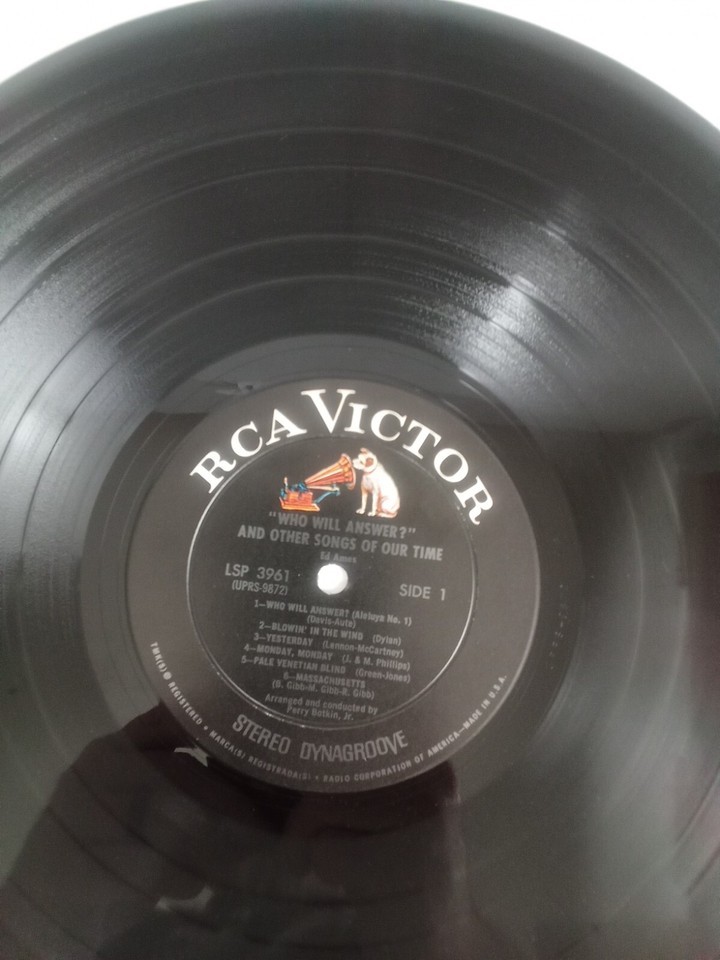 RCA VICTOR
"WHO WILL ANSWER?"
AND OTHER SONGS OF OUR TIME
Ed Ames
LSP 3961
(UPRS-9872)
SIDE 1
1—WHO WILL ANSWER? (Aleluya No. 1)
(Davis-Aute)
2—BLOWIN' IN THE WIND (Dylan)
3—YESTERDAY (Lennon-McCartney)
4—MONDAY, MONDAY (J. & M. Phillips)
5—PALE VENETIAN BLIND (Green-Jones)
6—MASSACHUSETTS
(B. Gibb-M. Gibb-R. Gibb)
Arranged and conducted by
Perry Botkin, Jr.
STEREO DYNAGROOVE
TMK(S) ® REGISTERED • MARCA(S) REGISTRADA(S) • RADIO CORPORATION OF AMERICA—MADE IN U.S.A.